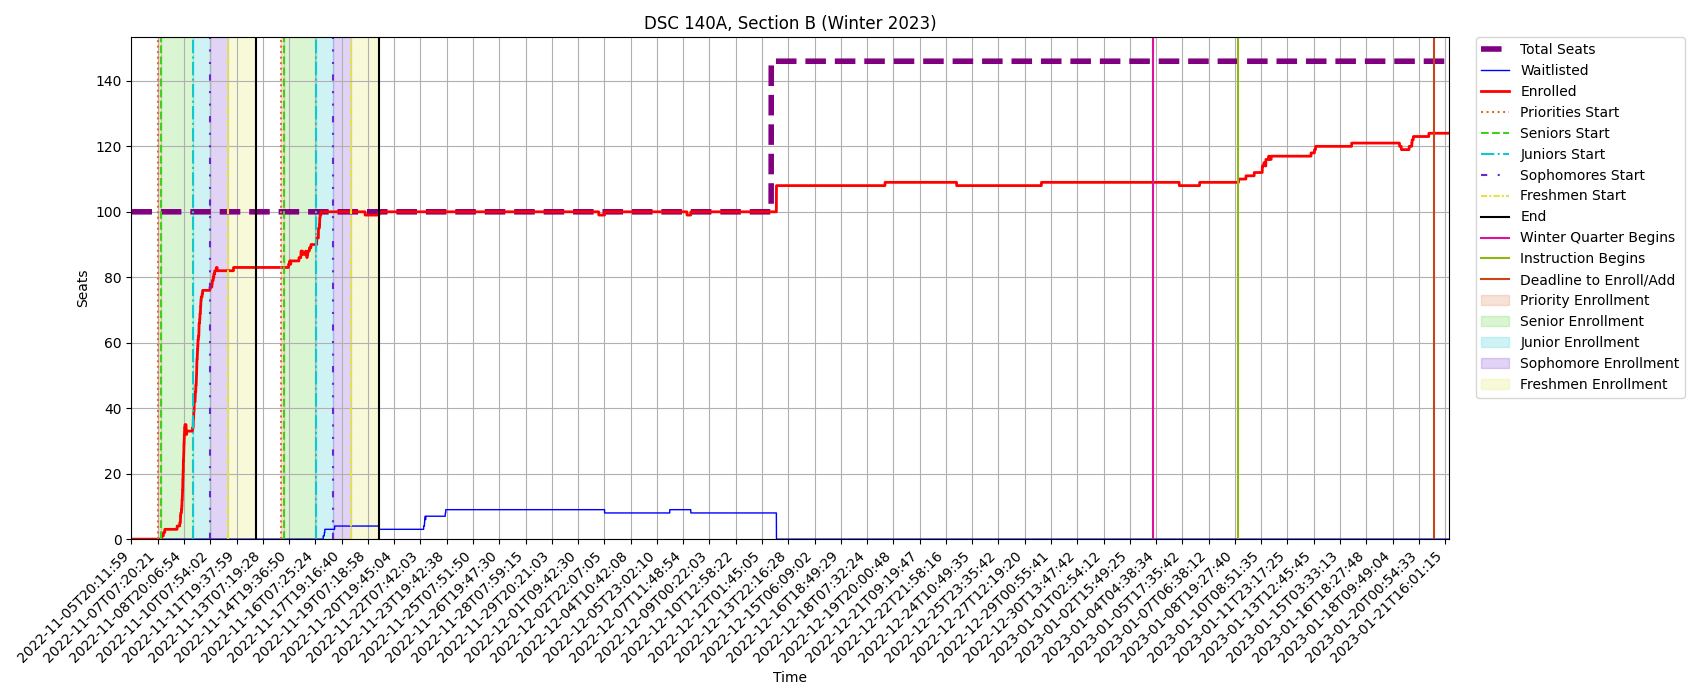 DSC 140A, Section B (Winter 2023)
Seats
140
120
100
80
60
40
20
0
2022-11-05T20:11:59
2022-11-07T07:20:21
2022-11-08T20:06:54
2022-11-10T07:54:02
2022-11-11T19:37:59
2022-11-13T07:19:28
2022-11-14T19:36:50
2022-11-16T07:25:24
2022-11-17T19:16:40
2022-11-19T07:18:58
2022-11-20T19:45:04
2022-11-22T07:42:03
2022-11-23T19:42:38
2022-11-25T07:51:50
2022-11-26T19:47:30
2022-11-28T07:59:15
2022-11-29T20:21:03
2022-12-01T09:42:30
2022-12-02T22:07:05
2022-12-04T10:42:08
2022-12-05T23:02:10
2022-12-07T11:48:54
2022-12-09T00:22:03
2022-12-10T12:58:22
2022-12-12T01:45:05
2022-12-13T12:16:28
2022-12-15T06:09:02
2022-12-16T18:49:29
2022-12-18T07:32:24
2022-12-19T20:00:48
2022-12-21T09:19:47
2022-12-22T21:58:16
2022-12-24T10:49:35
2022-12-25T23:35:42
2022-12-27T12:19:20
2022-12-29T00:55:41
2022-12-30T13:47:42
2023-01-01T02:54:12
2023-01-02T15:49:25
2023-01-04T04:38:34
2023-01-05T17:35:42
2023-01-07T06:38:12
2023-01-08T19:27:40
2023-01-10T08:51:35
2023-01-11T23:17:25
2023-01-13T12:45:45
2023-01-15T03:33:13
2023-01-16T18:27:48
2023-01-18T09:49:04
2023-01-20T00:54:33
2023-01-21T16:01:15
Time
Total Seats
Waitlisted
Enrolled
Priorities Start
Seniors Start
Juniors Start
Sophomores Start
Freshmen Start
End
Winter Quarter Begins
Instruction Begins
Deadline to Enroll/Add
Priority Enrollment
Senior Enrollment
Junior Enrollment
Sophomore Enrollment
Freshmen Enrollment